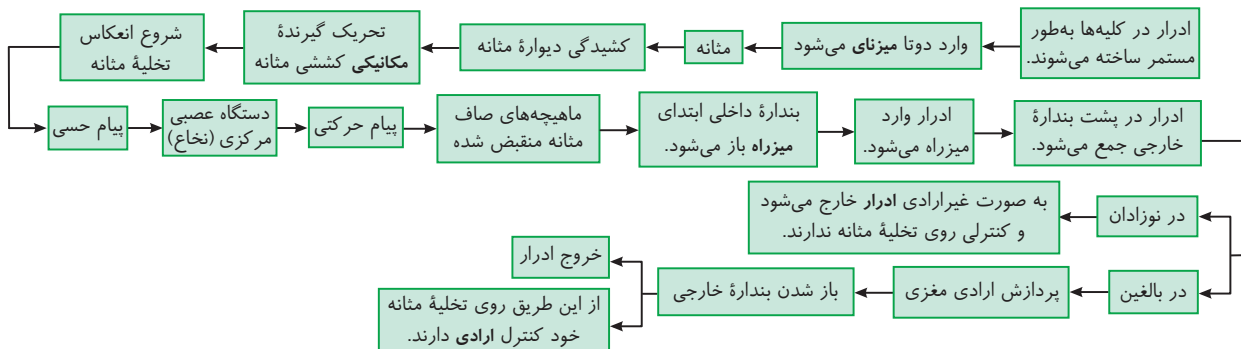 ادرار در کلیه‌ها به‌طور
مستمر ساخته می‌شوند.
وارد دوتا میزنای می‌شود
مثانه
کشیدگی دیوارهٔ مثانه
تحریک گیرندهٔ
مکانیکی کششی مثانه
شروع انعکاس
تخلیهٔ مثانه
پیام حسی
دستگاه عصبی
مرکزی (نخاع)
پیام حرکتی
ماهیچه‌های صاف
مثانه منقبض شده
بندارهٔ داخلی ابتدای
میزراه باز می‌شود.
ادرار وارد
میزراه می‌شود.
ادرار در پشت بندارهٔ
خارجی جمع می‌شود.
در نوزادان
به صورت غیرارادی ادرار خارج می‌شود
و کنترلی روی تخلیهٔ مثانه ندارند.
در بالغین
پردازش ارادی مغزی
باز شدن بندارهٔ خارجی
خروج ادرار
از این طریق روی تخلیهٔ مثانه
خود کنترل ارادی دارند.